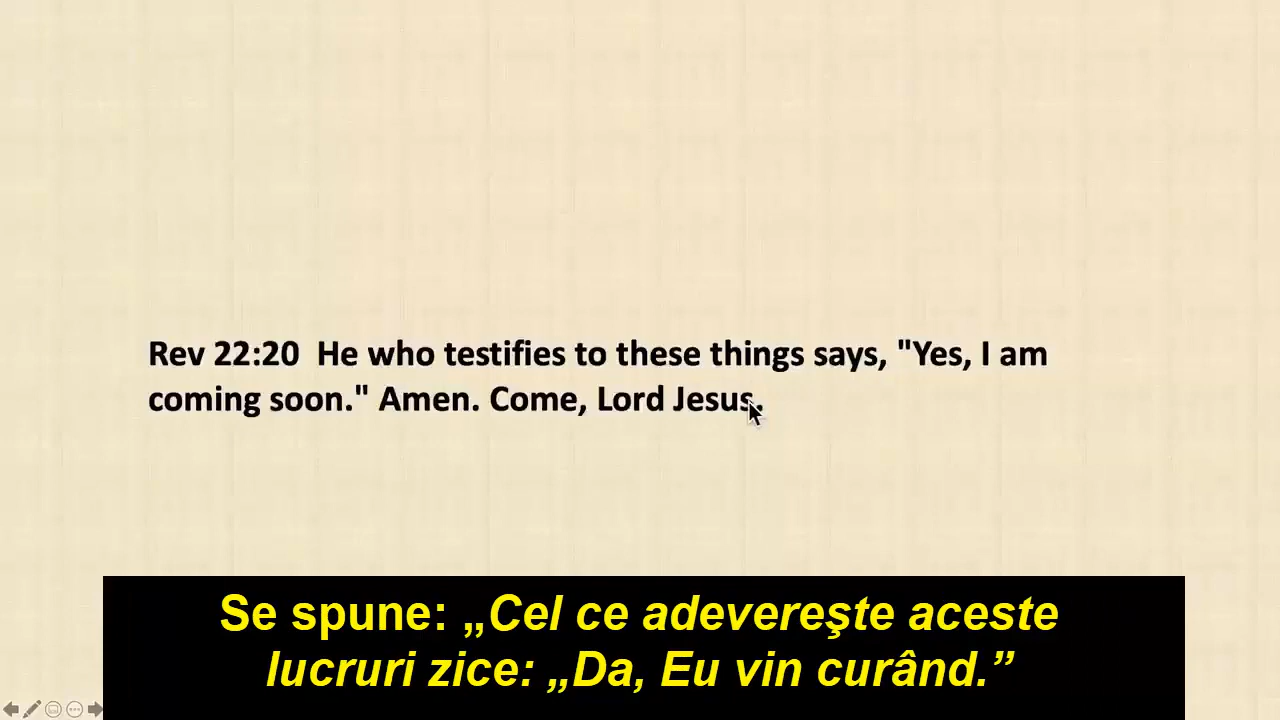 Rev 22:20  He who testifies to these things says, "Yes, I am
coming soon." Amen. Come, Lord Jesus.
Se spune: „Cel ce adevereşte aceste
lucruri zice: „Da, Eu vin curând.”